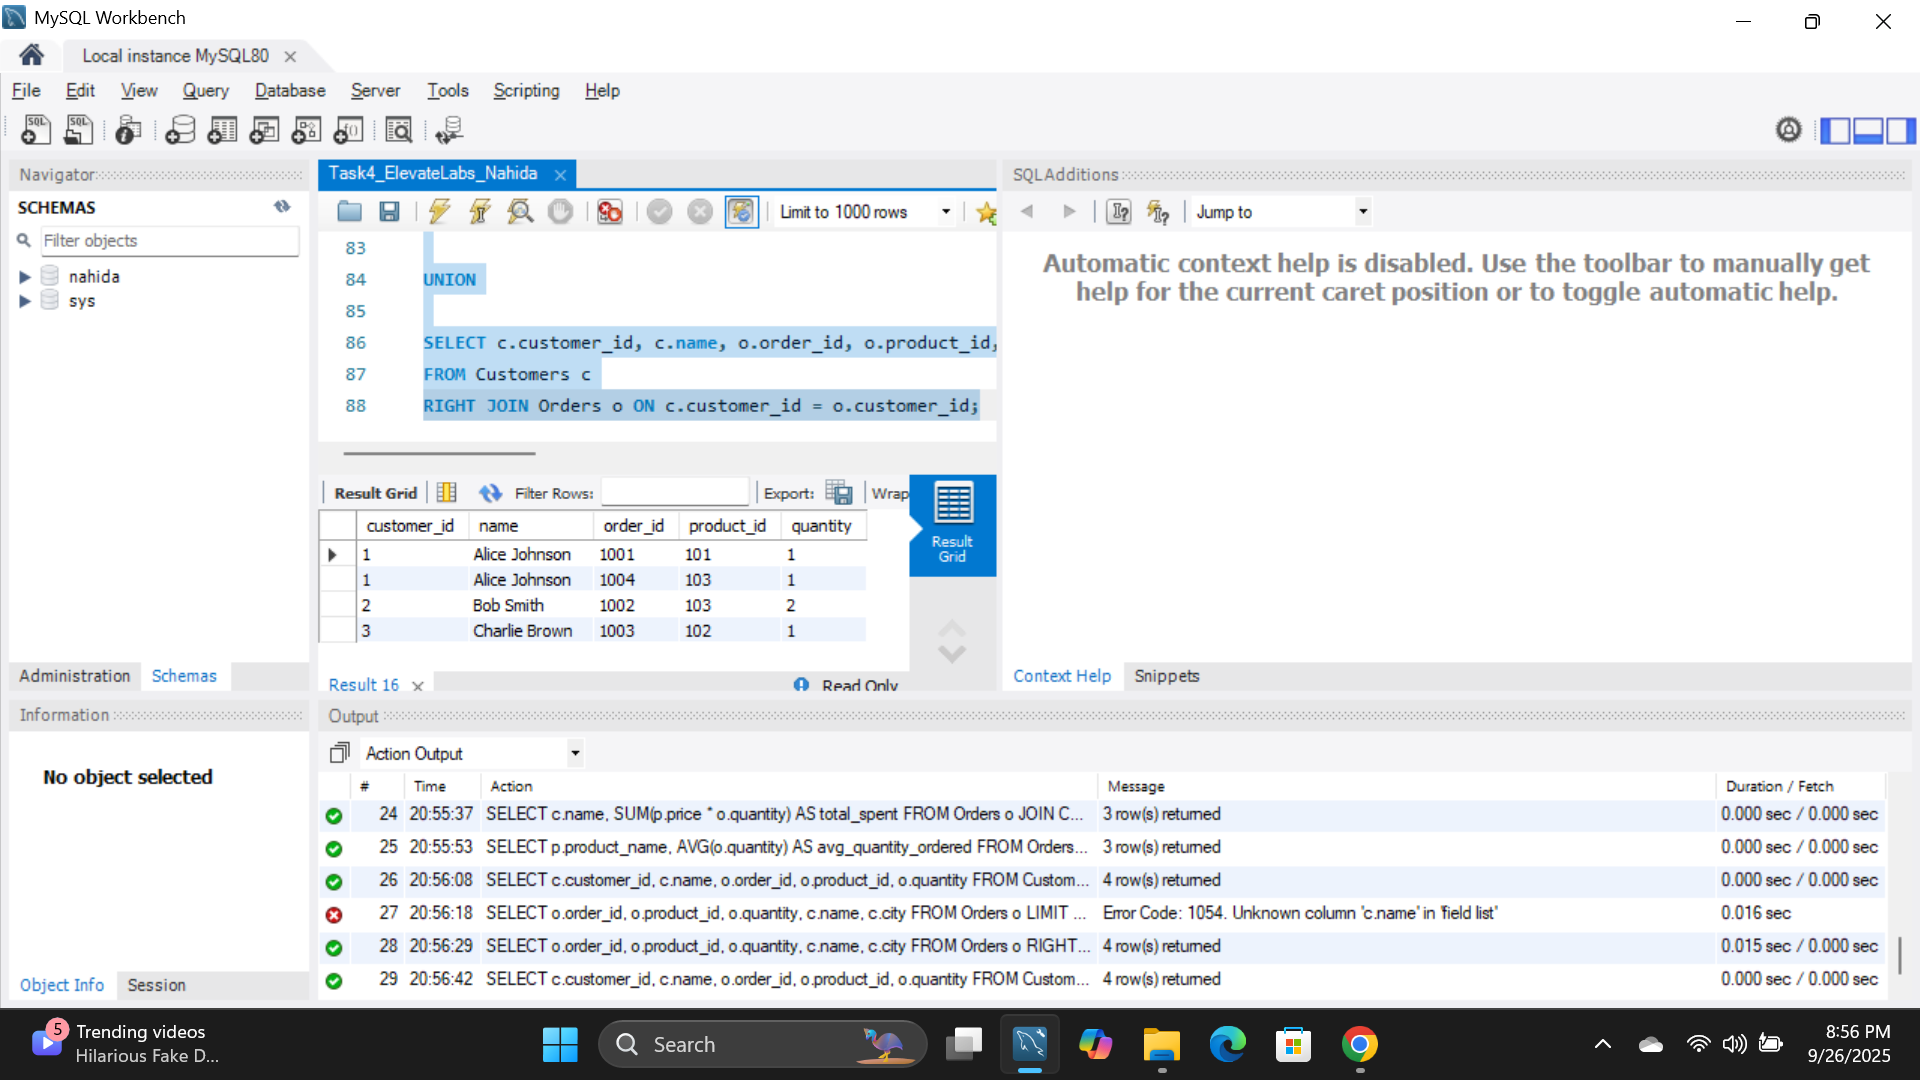 MySQL Workbench
Local instance MySQL80
File Edit View Query Database Server Tools Scripting Help
Navigator
SCHEMAS
Filter objects
nahida
sys
Administration Schemas
Information
No object selected
Object Info Session
Task4_ElevateLabs_Nahida
Limit to 1000 rows
83
84 UNION
85
86 SELECT c.customer_id, c.name, o.order_id, o.product_id,
87 FROM Customers c
88 RIGHT JOIN Orders o ON c.customer_id = o.customer_id;
Result Grid Filter Rows: Export: Wrap
customer_id name order_id product_id quantity
1 Alice Johnson 1001 101 1
1 Alice Johnson 1004 103 1
2 Bob Smith 1002 103 2
3 Charlie Brown 1003 102 1
Result
Grid
Result 16 Read Only
SQLAdditions
Jump to
Automatic context help is disabled. Use the toolbar to manually get
help for the current caret position or to toggle automatic help.
Context Help Snippets
Output
Action Output
# Time Action Message Duration / Fetch
24 20:55:37 SELECT c.name, SUM(p.price * o.quantity) AS total_spent FROM Orders o JOIN C... 3 row(s) returned 0.000 sec / 0.000 sec
25 20:55:53 SELECT p.product_name, AVG(o.quantity) AS avg_quantity_ordered FROM Orders... 3 row(s) returned 0.000 sec / 0.000 sec
26 20:56:08 SELECT c.customer_id, c.name, o.order_id, o.product_id, o.quantity FROM Custom... 4 row(s) returned 0.000 sec / 0.000 sec
27 20:56:18 SELECT o.order_id, o.product_id, o.quantity, c.name, c.city FROM Orders o LIMIT ... Error Code: 1054. Unknown column 'c.name' in 'field list' 0.016 sec
28 20:56:29 SELECT o.order_id, o.product_id, o.quantity, c.name, c.city FROM Orders o RIGHT... 4 row(s) returned 0.015 sec / 0.000 sec
29 20:56:42 SELECT c.customer_id, c.name, o.order_id, o.product_id, o.quantity FROM Custom... 4 row(s) returned 0.000 sec / 0.000 sec
5
Trending videos
Hilarious Fake D...
Search
8:56 PM
9/26/2025